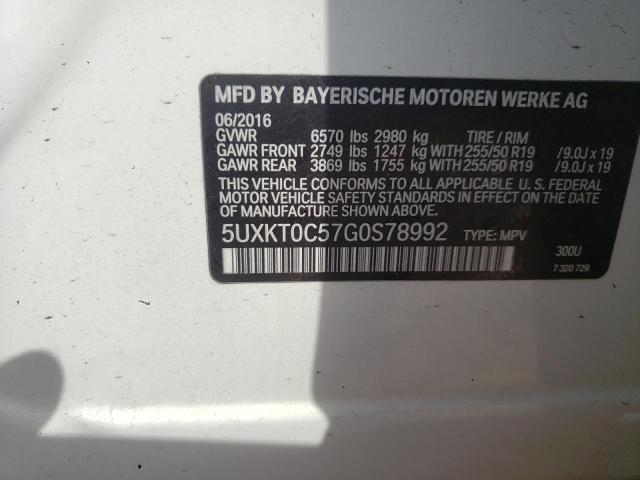 MFD BY BAYERISCHE MOTOREN WERKE AG
06/2016
GVWR 6570 lbs 2980 kg TIRE / RIM
GAWR FRONT 2749 lbs 1247 kg WITH 255/50 R19 /9.0J x 19
GAWR REAR 3869 lbs 1755 kg WITH 255/50 R19 /9.0J x 19
THIS VEHICLE CONFORMS TO ALL APPLICABLE U. S. FEDERAL
MOTOR VEHICLE SAFETY STANDARDS IN EFFECT ON THE DATE
OF MANUFACTURE SHOWN ABOVE.
5UXKT0C57G0S78992 TYPE: MPV
300U
7 320 729